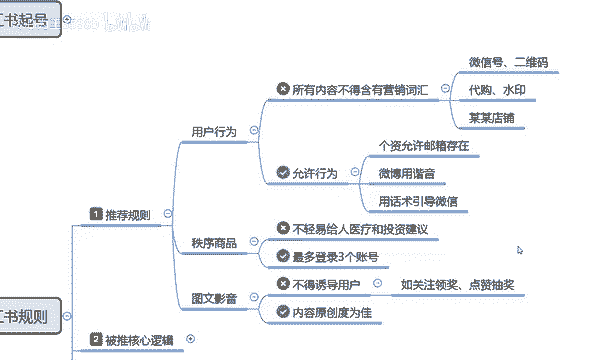 红书起号
微信号、二维码
所有内容不得含有营销词汇
代购、水印
某某店铺
用户行为
个资允许邮箱存在
允许行为
微博用谐音
用话术引导微信
1 推荐规则
不轻易给人医疗和投资建议
秩序商品
最多登录3个账号
不得诱导用户
如关注领奖、点赞抽奖
图文影音
内容原创度为佳
红书规则
2 被推核心逻辑